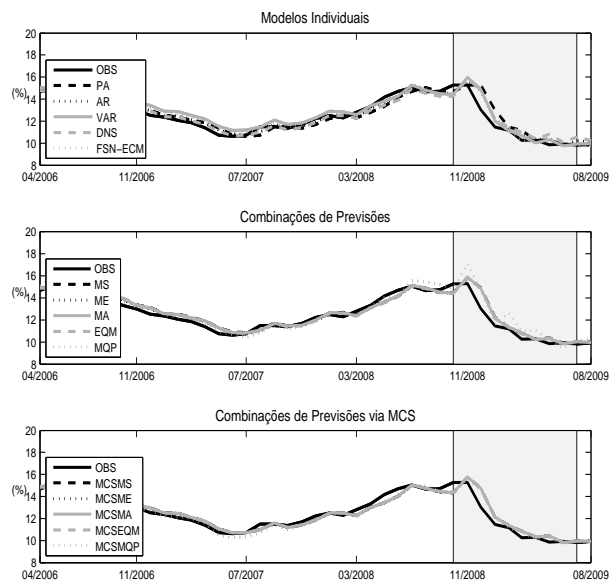 Modelos Individuais
20
18
16
(%)
14
12
10
8
OBS
PA
AR
VAR
DNS
FSN−ECM
04/2006
11/2006
07/2007
03/2008
11/2008
08/2009
Combinações de Previsões
20
18
16
(%)
14
12
10
8
OBS
MS
ME
MA
EQM
MQP
04/2006
11/2006
07/2007
03/2008
11/2008
08/2009
Combinações de Previsões via MCS
20
18
16
(%)
14
12
10
8
OBS
MCSMS
MCSME
MCSMA
MCSEQM
MCSMQP
04/2006
11/2006
07/2007
03/2008
11/2008
08/2009